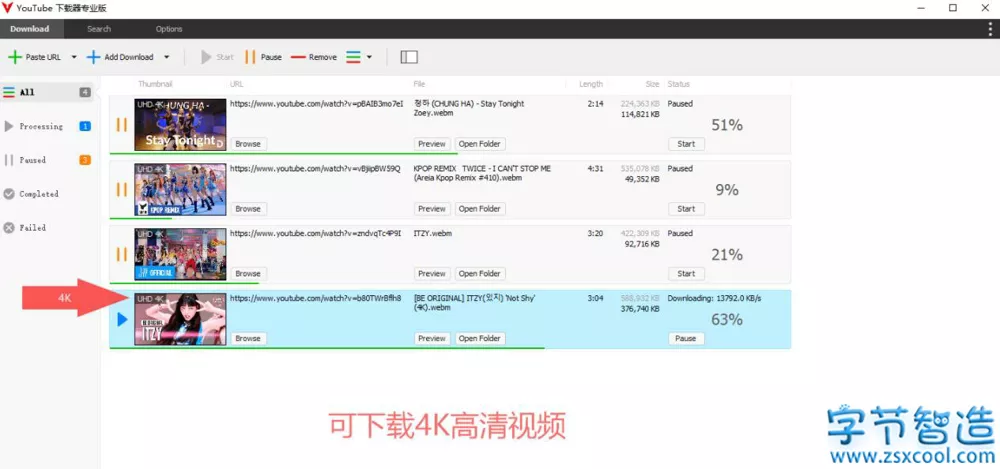 YouTube 下载器专业版
Download Search Options
Paste URL Add Download Start Pause Remove
Thumbnail URL File Length Size Status
All 4
Processing 1
Paused 3
Completed
Failed
UHD 4K
CHUNG HA -
Stay Tonight
https://www.youtube.com/watch?v=pBAIB3mo7eI
Browse
청하 (CHUNG HA) - Stay Tonight
Zoey.webm
Preview Open Folder
2:14
224,363 KB
114,821 KB
Paused
51%
Start
UHD 4K
KPOP REMIX
https://www.youtube.com/watch?v=vBjipBW59Q
Browse
KPOP REMIX TWICE - I CAN'T STOP ME
(Areia Kpop Remix #410).webm
Preview Open Folder
4:31
535,078 KB
49,352 KB
Paused
9%
Start
UHD 4K
OFFICIAL
https://www.youtube.com/watch?v=zndvqTc4P9I
Browse
ITZY.webm
Preview Open Folder
3:20
422,309 KB
92,716 KB
Paused
21%
Start
4K
UHD 4K
BE ORIGINAL
ITZY
https://www.youtube.com/watch?v=b80TWrBflh8
Browse
[BE ORIGINAL] ITZY(있지) 'Not Shy'
(4K).webm
Preview Open Folder
3:04
588,932 KB
376,740 KB
Downloading: 13792.0 KB/s
63%
Pause
可下载4K高清视频
字节智造
www.zsxcool.com